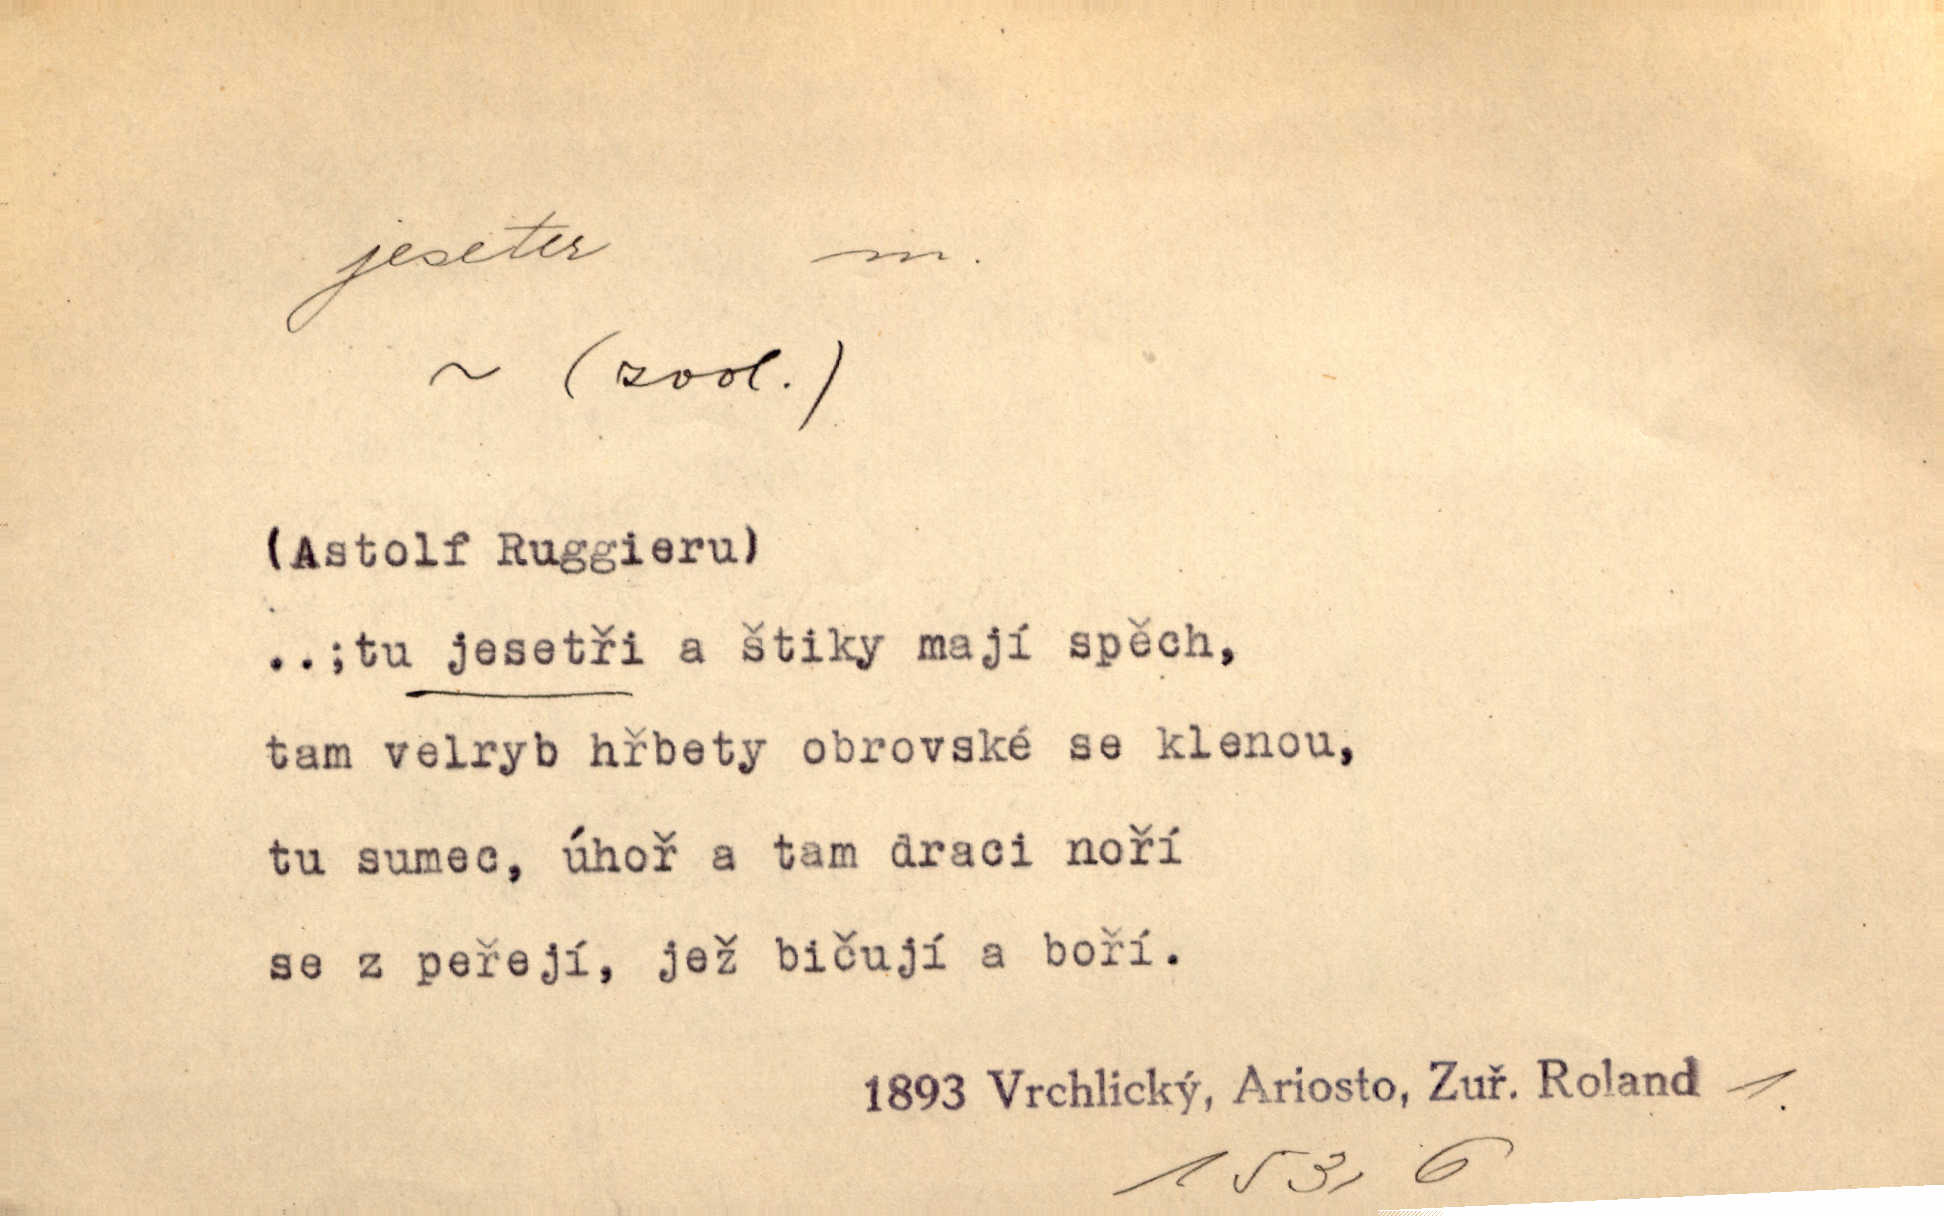 jeseter m.
~ (zool.)
(Astolf Ruggieru)
..;tu jesetři a štiky mají spěch,
tam velryb hřbety obrovské se klenou,
tu sumec, úhoř a tam draci noří
se z peřejí, jež bičují a boří.
1893 Vrchlický, Ariosto, Zuř. Roland 1.
153, 6